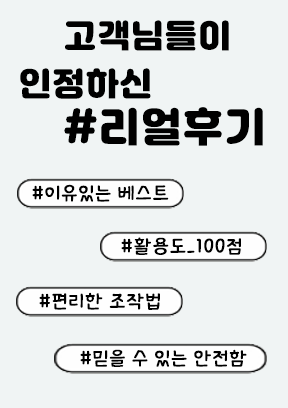 고객님들이
인정하신
#리얼후기
#이유있는 베스트
#활용도_100점
#편리한 조작법
#믿을 수 있는 안전함